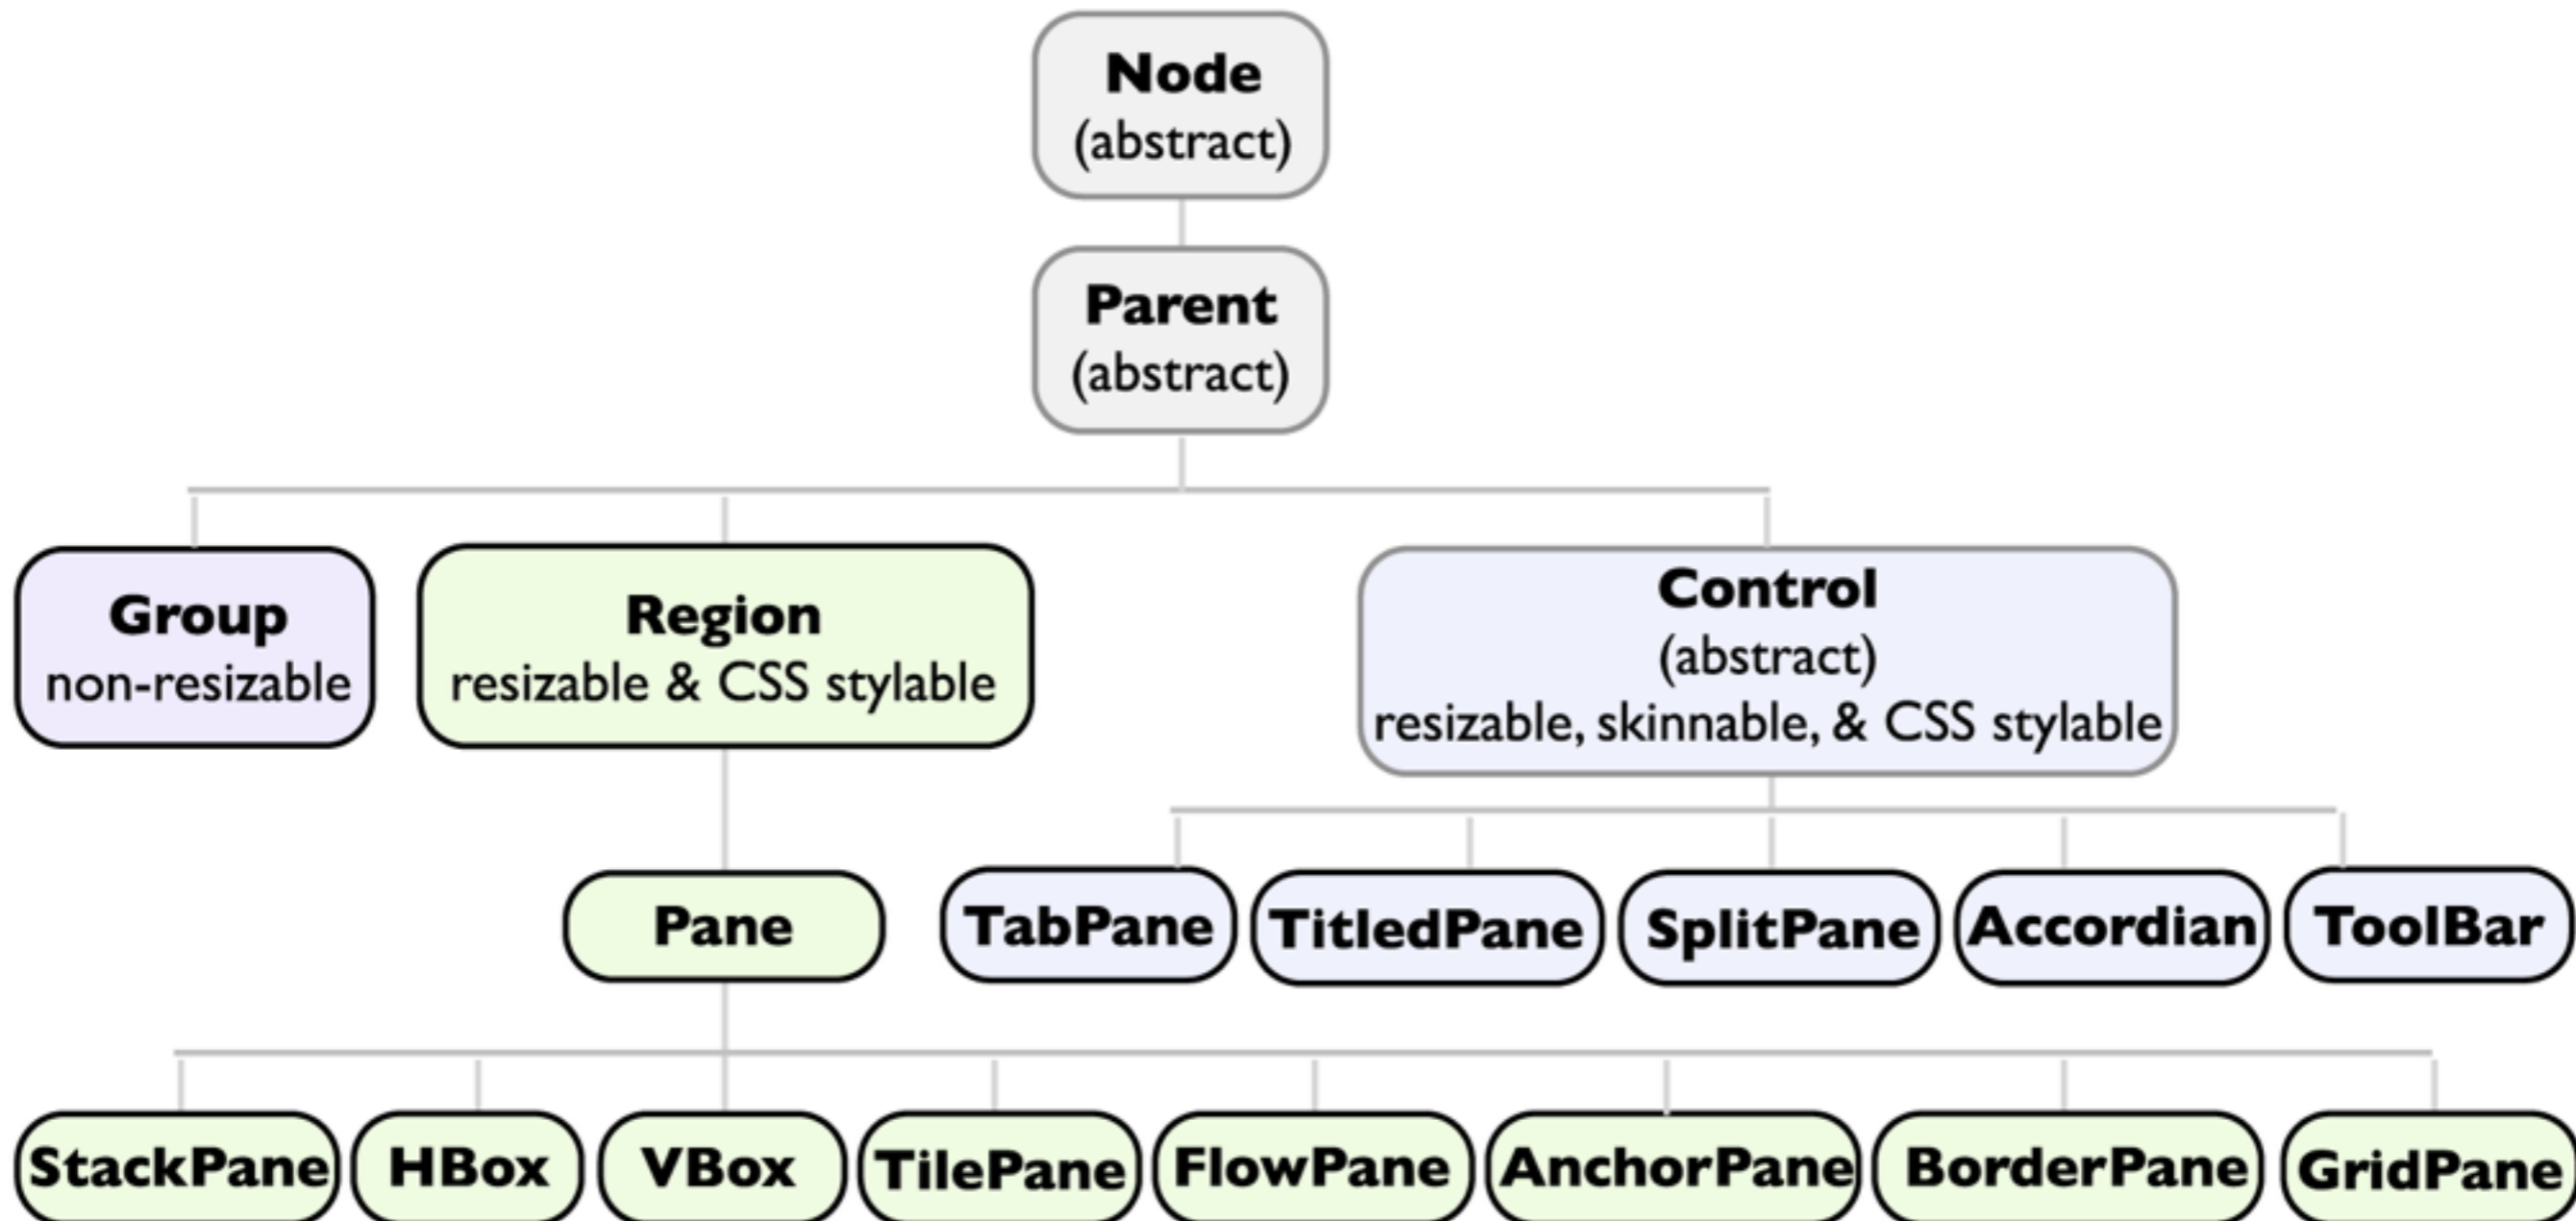 Node
(abstract)
Parent
(abstract)
Group
non-resizable
Region
resizable & CSS stylable
Control
(abstract)
resizable, skinnable, & CSS stylable
Pane
TabPane
TitledPane
SplitPane
Accordian
ToolBar
StackPane
HBox
VBox
TilePane
FlowPane
AnchorPane
BorderPane
GridPane